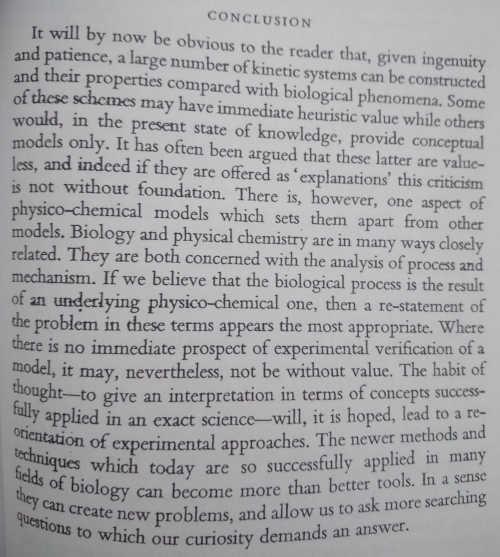 CONCLUSION
It will by now be obvious to the reader that, given ingenuity
and patience, a large number of kinetic systems can be constructed
and their properties compared with biological phenomena. Some
of these schemes may have immediate heuristic value while others
would, in the present state of knowledge, provide conceptual
models only. It has often been argued that these latter are value-
less, and indeed if they are offered as 'explanations' this criticism
is not without foundation. There is, however, one aspect of
physico-chemical models which sets them apart from other
models. Biology and physical chemistry are in many ways closely
related. They are both concerned with the analysis of process and
mechanism. If we believe that the biological process is the result
of an underlying physico-chemical one, then a re-statement of
the problem in these terms appears the most appropriate. Where
there is no immediate prospect of experimental verification of a
model, it may, nevertheless, not be without value. The habit of
thought—to give an interpretation in terms of concepts success-
fully applied in an exact science—will, it is hoped, lead to a re-
orientation of experimental approaches. The newer methods and
techniques which today are so successfully applied in many
fields of biology can become more than better tools. In a sense
they can create new problems, and allow us to ask more searching
questions to which our curiosity demands an answer.